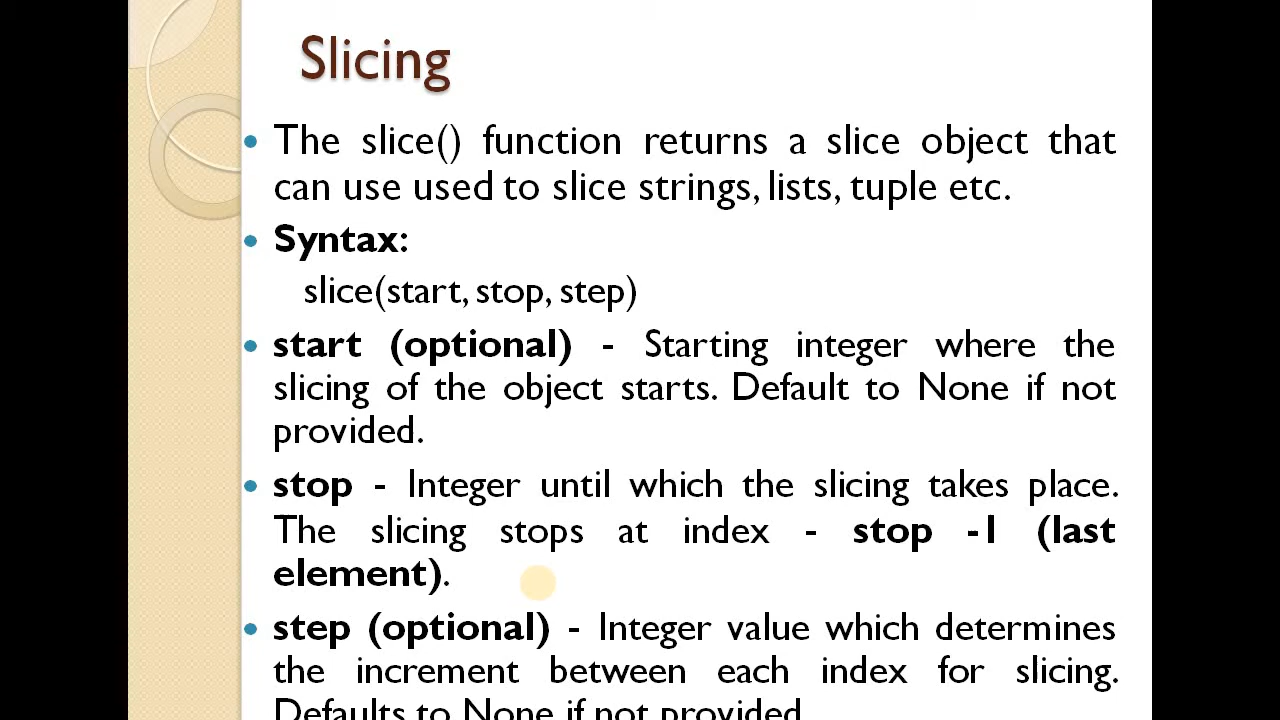 Slicing
• The slice() function returns a slice object that
can use used to slice strings, lists, tuple etc.
• Syntax:
slice(start, stop, step)
• start (optional) - Starting integer where the
slicing of the object starts. Default to None if not
provided.
• stop - Integer until which the slicing takes place.
The slicing stops at index - stop -1 (last
element).
• step (optional) - Integer value which determines
the increment between each index for slicing.
Defaults to None if not provided